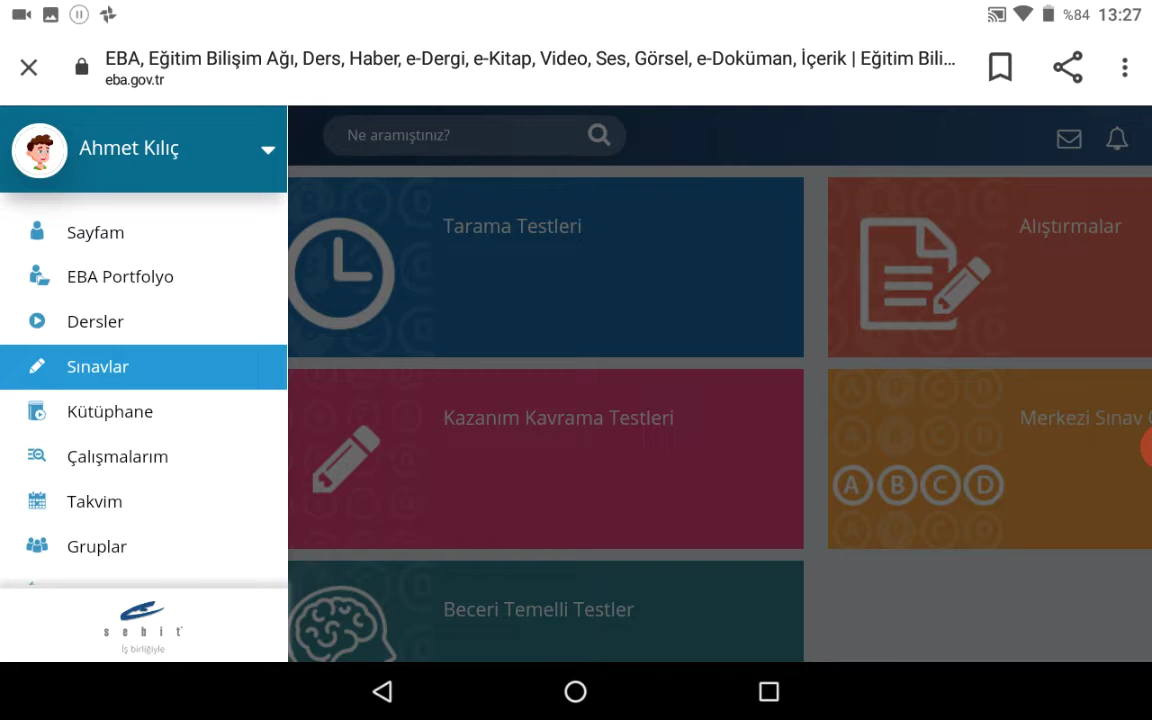 %84 13:27
EBA, Eğitim Bilişim Ağı, Ders, Haber, e-Dergi, e-Kitap, Video, Ses, Görsel, e-Doküman, İçerik | Eğitim Bili...
eba.gov.tr
Ahmet Kılıç
Ne aramıştınız?
Sayfam
EBA Portfolyo
Dersler
Sınavlar
Kütüphane
Çalışmalarım
Takvim
Gruplar
sebit
İş birliğiyle
Tarama Testleri
Alıştırmalar
Kazanım Kavrama Testleri
Merkezi Sınav
A B C D
Beceri Temelli Testler